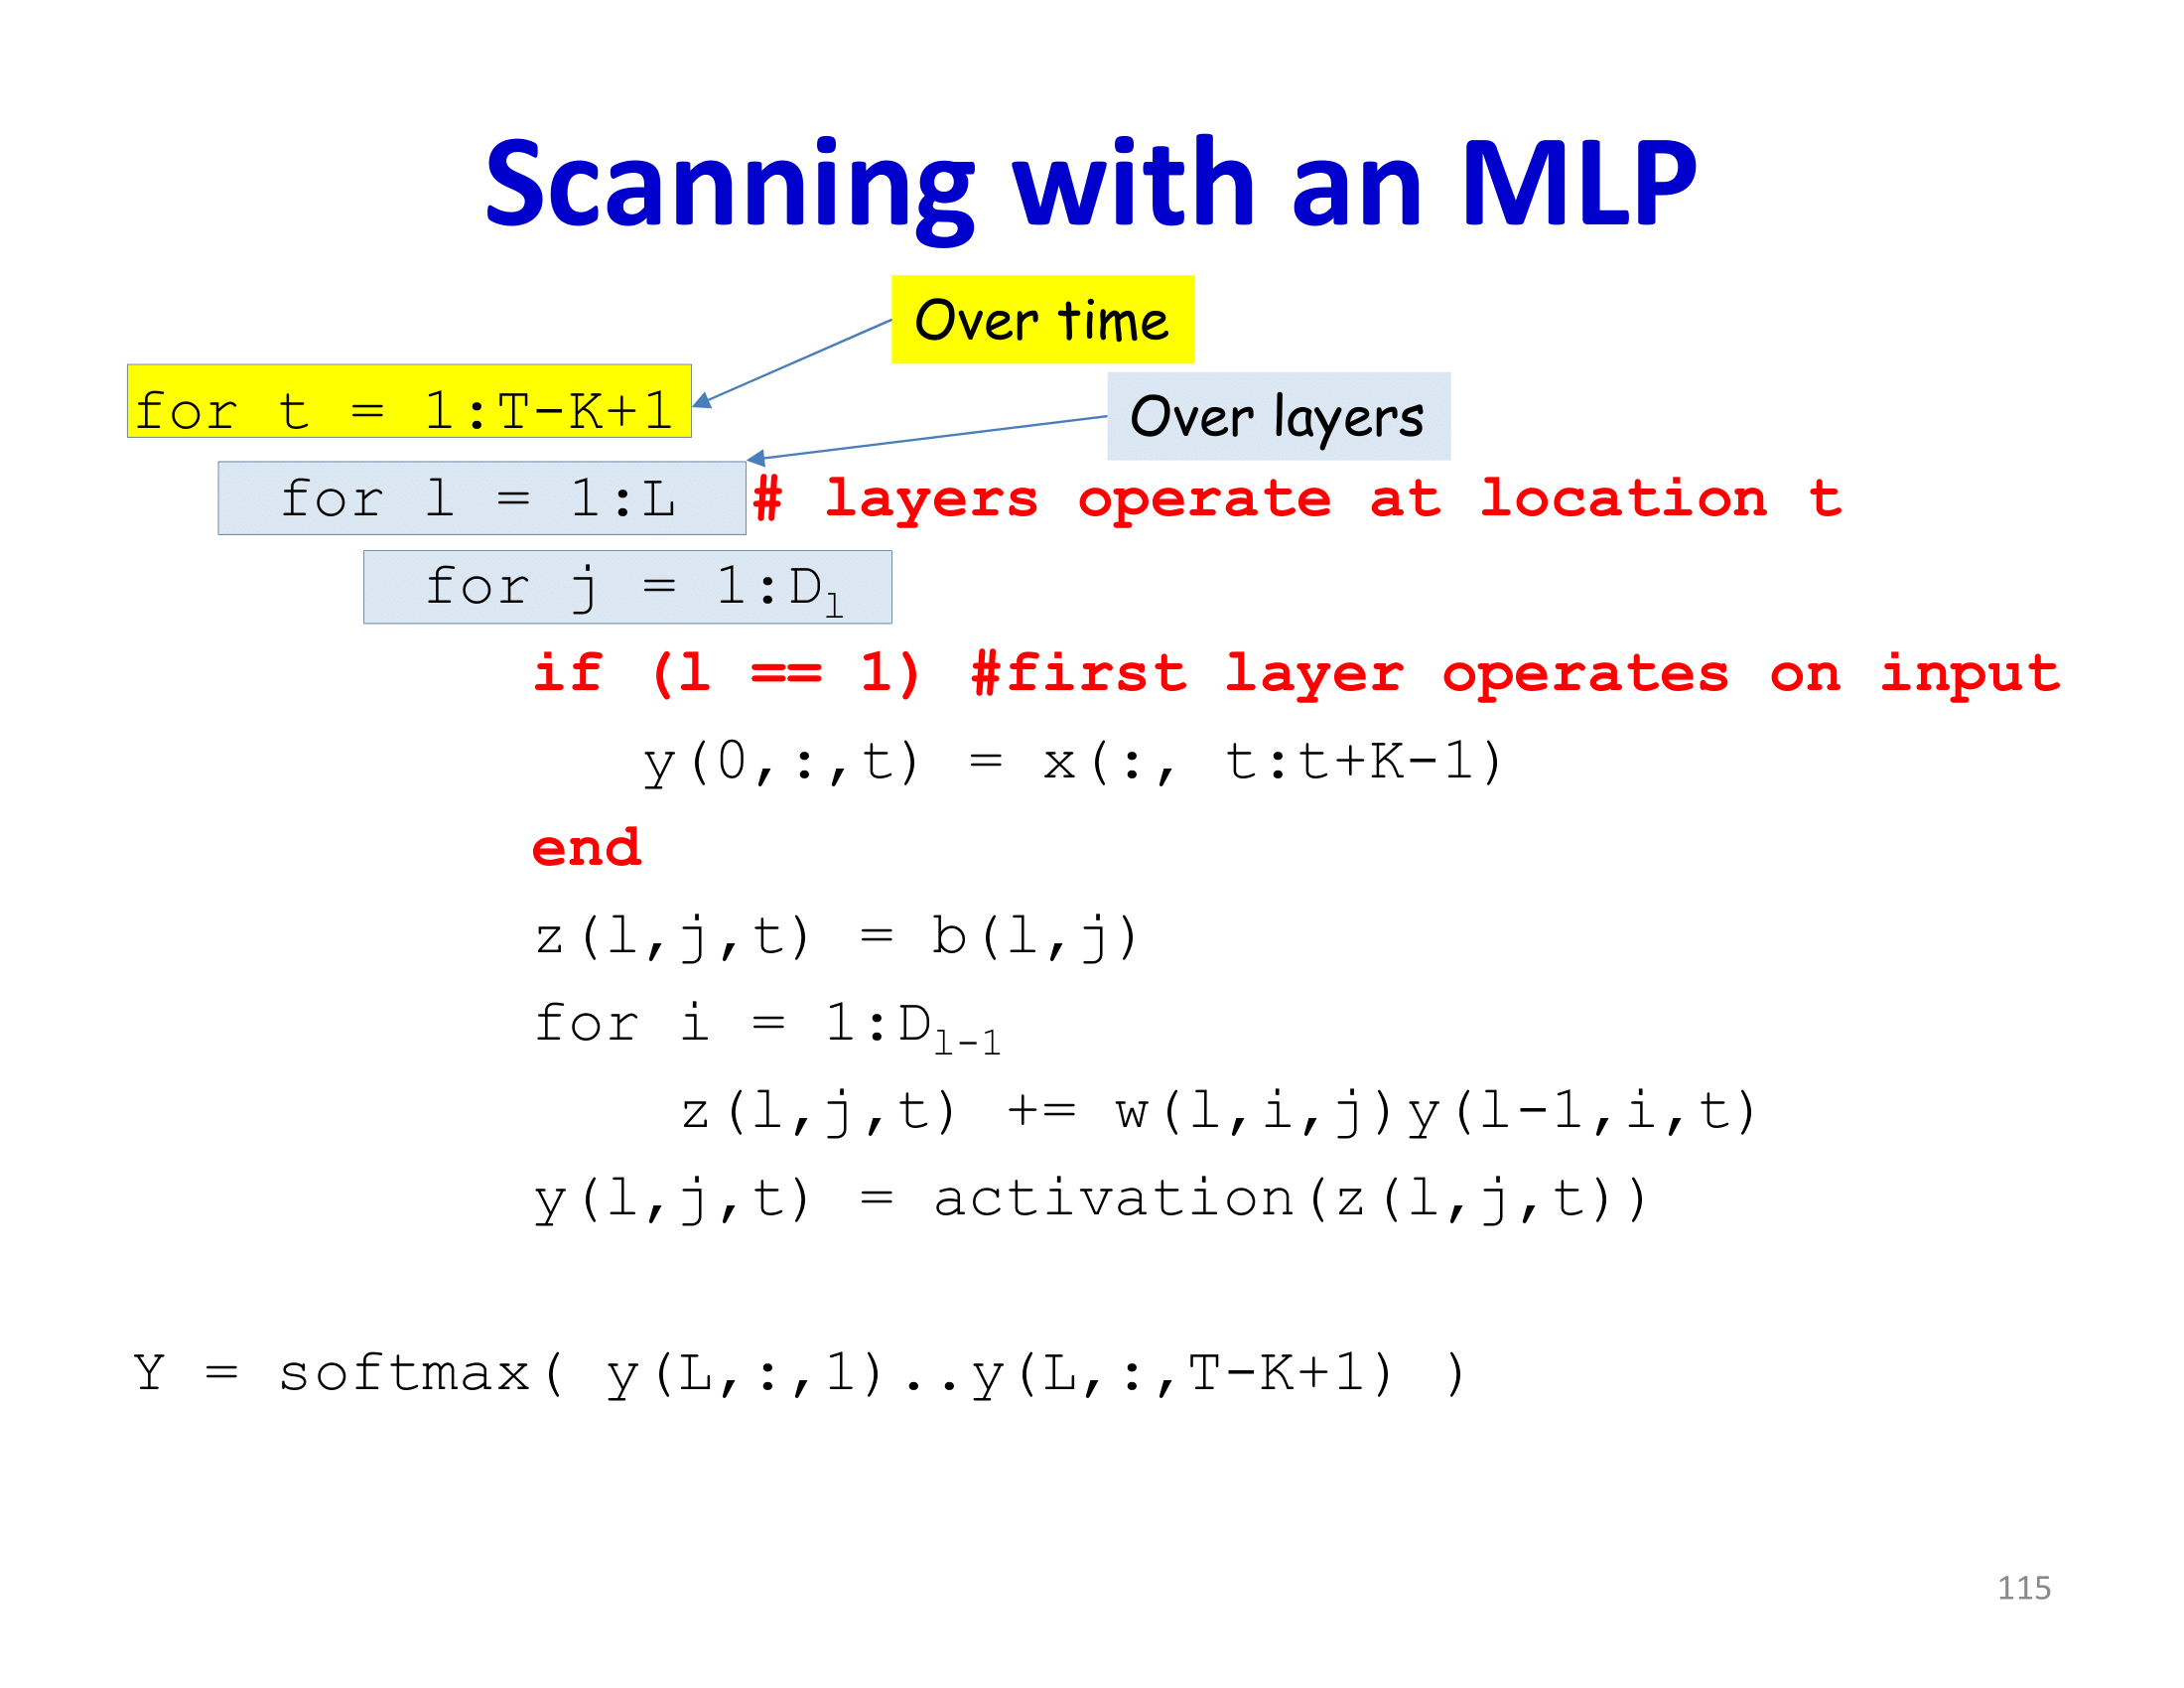 Scanning with an MLP
Over time
for t = 1:T-K+1
Over layers
for l = 1:L # layers operate at location t
for j = 1:Dl
if (l == 1) #first layer operates on input
y(0,:,t) = x(:, t:t+K-1)
end
z(l,j,t) = b(l,j)
for i = 1:Dl-1
z(l,j,t) += w(l,i,j)y(l-1,i,t)
y(l,j,t) = activation(z(l,j,t))
Y = softmax( y(L,:,1)..y(L,:,T-K+1) )
115